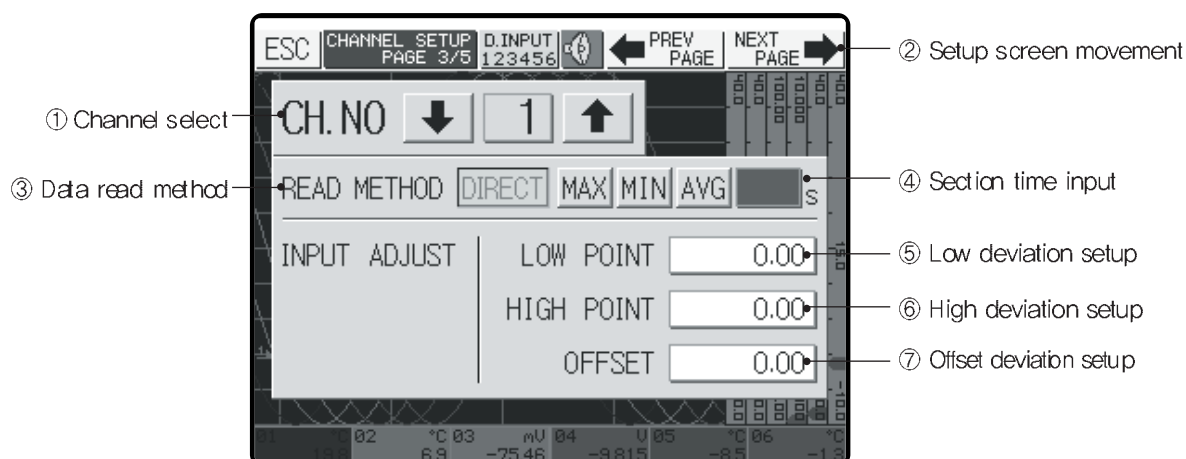 ESC CHANNEL SETUP PAGE 3/5 D.INPUT 123456 PREV PAGE NEXT PAGE
② Setup screen movement
① Channel select
CH.NO 1
③ Data read method
READ METHOD DIRECT MAX MIN AVG S
④ Section time input
INPUT ADJUST
LOW POINT 0.00
⑤ Low deviation setup
HIGH POINT 0.00
⑥ High deviation setup
OFFSET 0.00
⑦ Offset deviation setup
01 °C 02 °C 03 mV 04 V 05 °C 06 °C
19.8 6.9 -75.46 -9.815 -8.5 -1.3